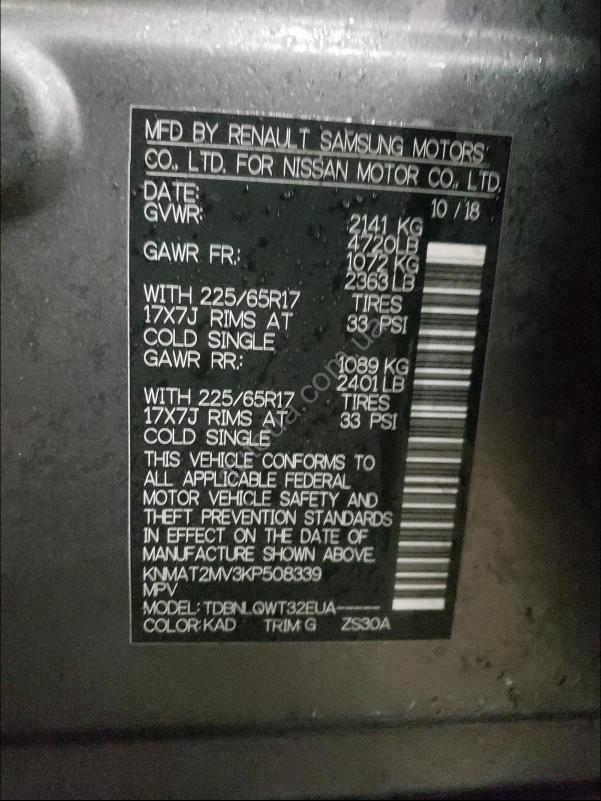 MFD BY RENAULT SAMSUNG MOTORS
CO., LTD. FOR NISSAN MOTOR CO., LTD.
DATE: 10 / 18
GVWR: 2141 KG
4720LB
GAWR FR.: 1072 KG
2363 LB
WITH 225/65R17 TIRES
17X7J RIMS AT 33 PSI
COLD SINGLE
GAWR RR.: 1089 KG
2401 LB
WITH 225/65R17 TIRES
17X7J RIMS AT 33 PSI
COLD SINGLE
THIS VEHICLE CONFORMS TO
ALL APPLICABLE FEDERAL
MOTOR VEHICLE SAFETY AND
THEFT PREVENTION STANDARDS
IN EFFECT ON THE DATE OF
MANUFACTURE SHOWN ABOVE.
KNMAT2MV3KP508339
MPV
MODEL: TDBNLQWT32EUA-----
COLOR:KAD TRIM:G ZS30A